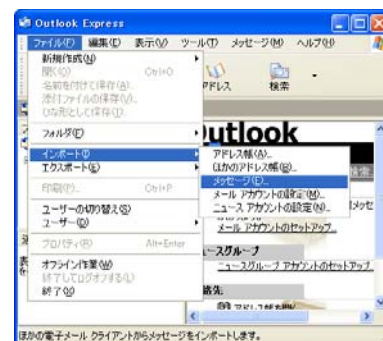 Outlook Express
ファイル(F) 編集(E) 表示(V) ツール(T) メッセージ(M) ヘルプ(H)
新規作成(N)
開く(O) Ctrl+O
名前を付けて保存(A)...
添付ファイルの保存(V)...
ひな形として保存(T)...
フォルダ(F)
インポート(I)
エクスポート(E)
印刷(P)... Ctrl+P
ユーザーの切り替え(S)
ユーザー(D)
プロパティ(R) Alt+Enter
オフライン作業(W)
終了してログオフする(L)
終了(X)
ドレス 検索
Outlook
アドレス帳(A)...
ほかのアドレス帳(B)...
メッセージ(E)...
メール アカウントの設定(M)...
ニュース アカウントの設定(N)...
メール アカウントのセットアップ...
ースグループ
ニュースグループ アカウントのセットアップ...
絡先
ほかの電子メール クライアントからメッセージをインポートします。